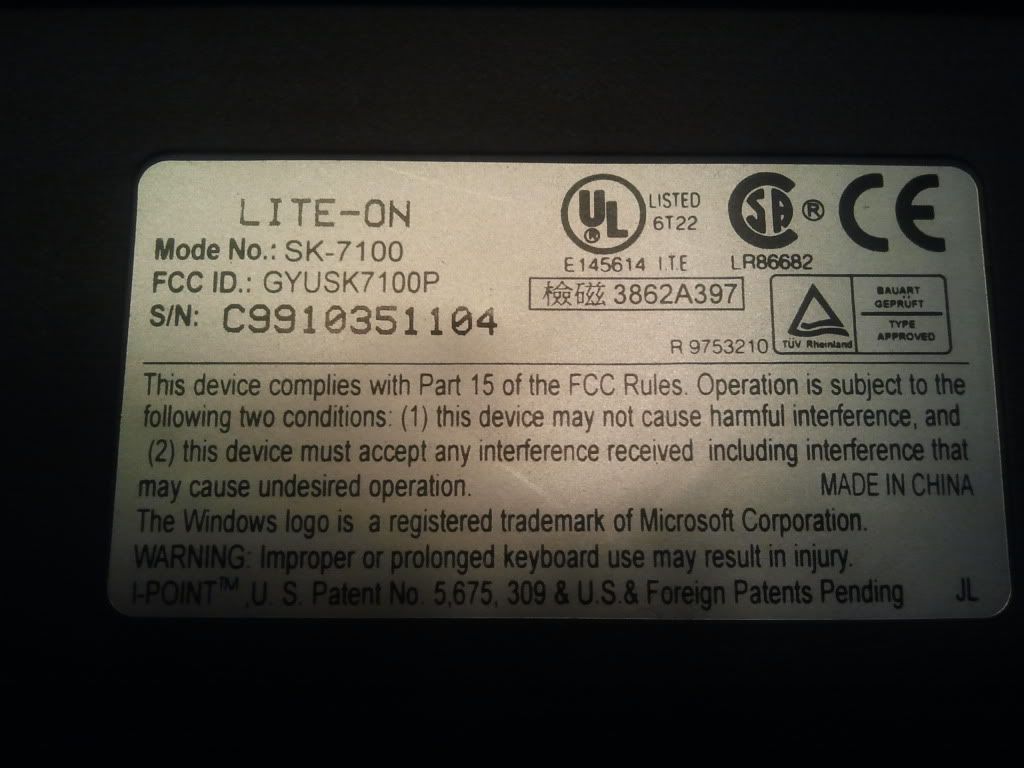 LITE-ON
Mode No.: SK-7100
FCC ID.: GYUSK7100P
S/N: C9910351104
UL ® LISTED 6T22
E145614 I.T.E
SA ®
LR86682
CE
檢磁 3862A397
R 9753210
TÜV Rheinland
BAUART
GEPRÜFT
TYPE
APPROVED
This device complies with Part 15 of the FCC Rules. Operation is subject to the
following two conditions: (1) this device may not cause harmful interference, and
(2) this device must accept any interference received including interference that
may cause undesired operation. MADE IN CHINA
The Windows logo is a registered trademark of Microsoft Corporation.
WARNING: Improper or prolonged keyboard use may result in injury.
I-POINT™ ,U. S. Patent No. 5,675, 309 & U.S.& Foreign Patents Pending JL